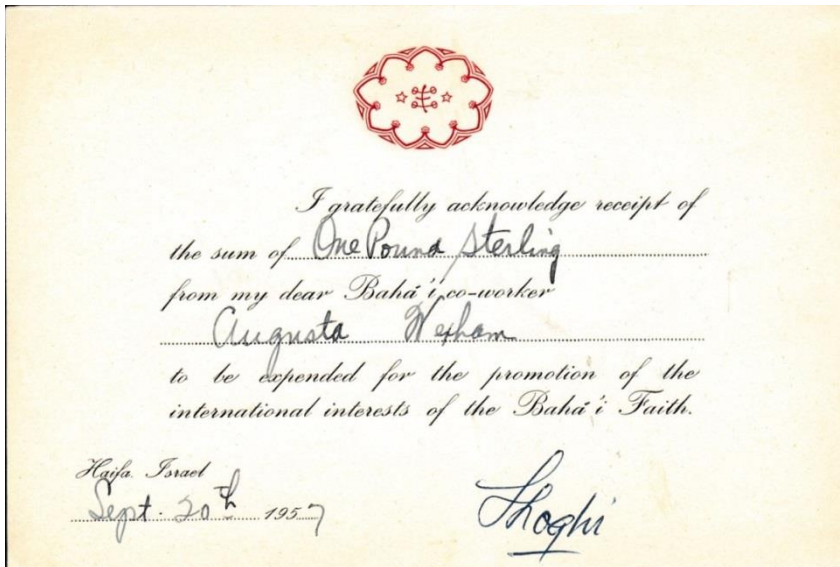 I gratefully acknowledge receipt of
the sum of One Pound Sterling
from my dear Bahá'í co-worker
Augusta Wexham
to be expended for the promotion of the
international interests of the Bahá'í Faith.
Haifa. Israel
Sept. 20th 1957
Shoghi